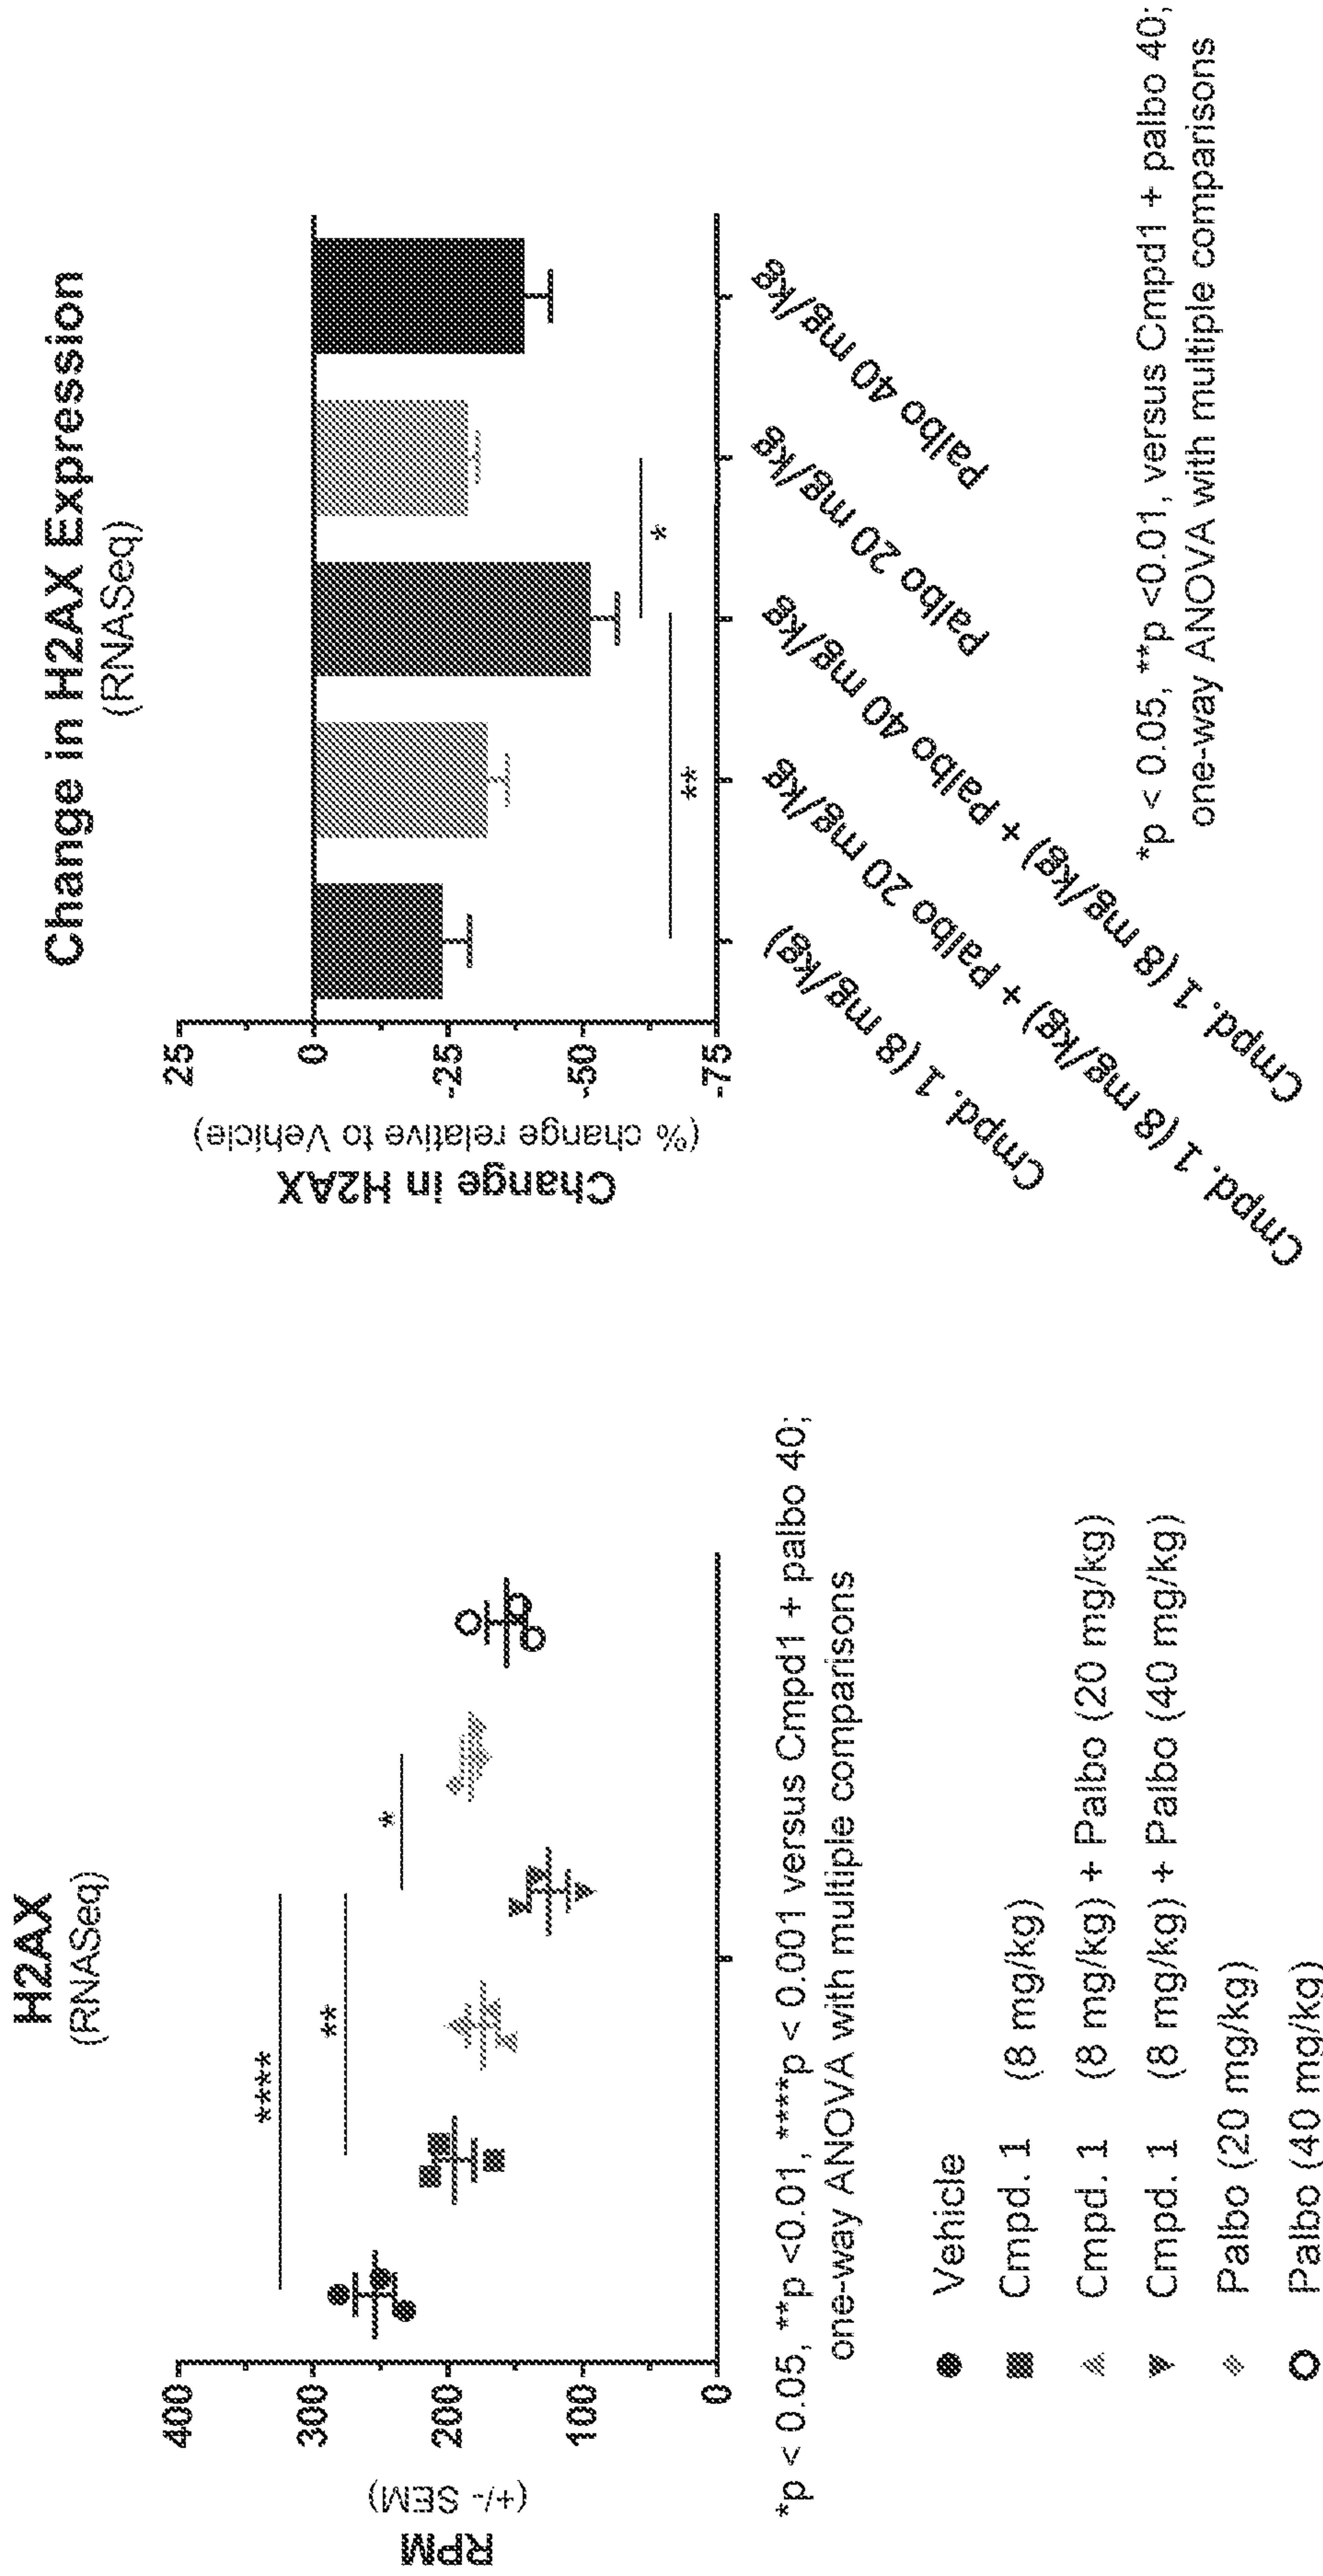 H2AX
(RNASeq)
RPM
(+/- SEM)
400
300
200
100
0
****
**
*
*p < 0.05, **p <0.01, ****p < 0.001 versus Cmpd1 + palbo 40;
one-way ANOVA with multiple comparisons
Vehicle
Cmpd. 1 (8 mg/kg)
Cmpd. 1 (8 mg/kg) + Palbo (20 mg/kg)
Cmpd. 1 (8 mg/kg) + Palbo (40 mg/kg)
Palbo (20 mg/kg)
Palbo (40 mg/kg)
Change in H2AX Expression
(RNASeq)
Change in H2AX
(% change relative to Vehicle)
25
0
-25
-50
-75
*
**
Cmpd. 1 (8 mg/kg)
Cmpd. 1 (8 mg/kg) + Palbo 20 mg/kg
Cmpd. 1 (8 mg/kg) + Palbo 40 mg/kg
Palbo 20 mg/kg
Palbo 40 mg/kg
*p < 0.05, **p <0.01, versus Cmpd1 + palbo 40;
one-way ANOVA with multiple comparisons